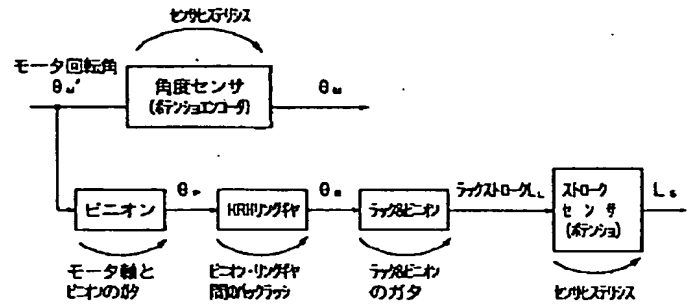 センサヒステリシス
モータ回転角
θM'
角度センサ
(ポテンショエンコーダ)
θM
ピニオン
θP
HRHリングギヤ
θR
ラック&ピニオン
ラックストロークLL
ストローク
センサ
(ポテンショ)
LS
モータ軸と
ピニオンのガタ
ピニオン・リングギヤ
間のバックラッシ
ラック&ピニオン
のガタ
センサヒステリシス